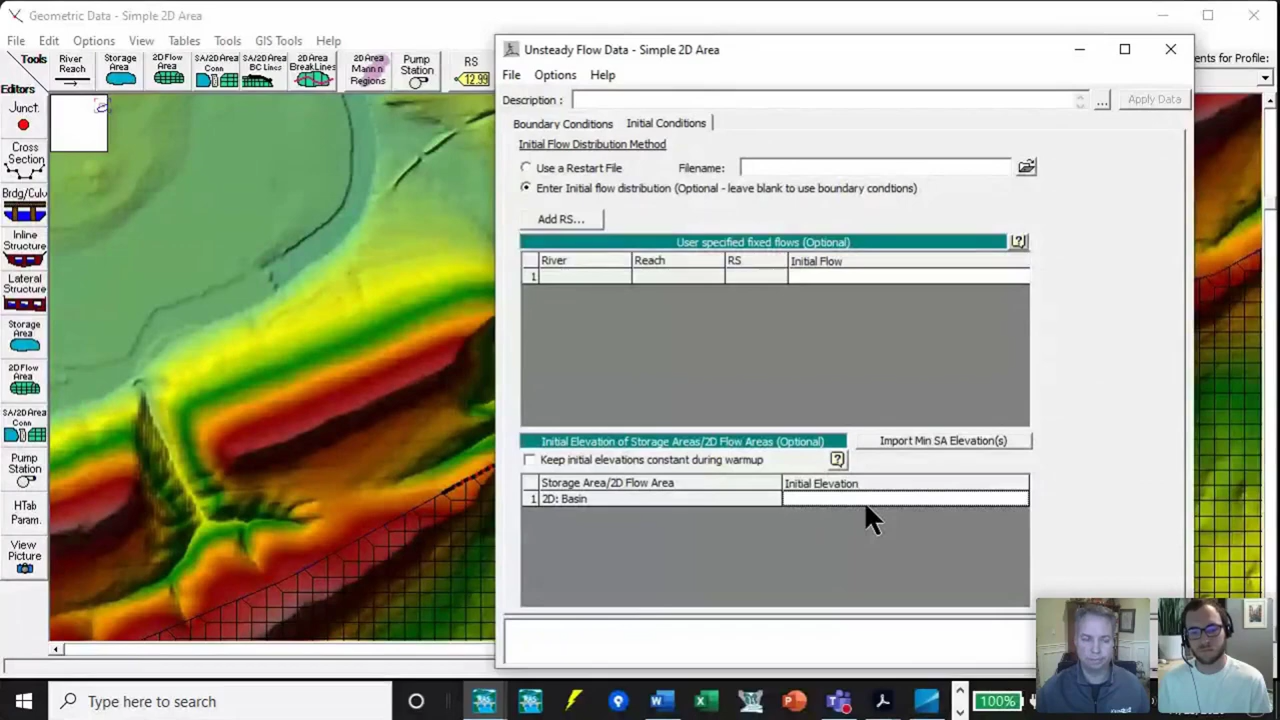 Geometric Data - Simple 2D Area
File Edit Options View Tables Tools GIS Tools Help
Tools
River
Reach
Storage
Area
2D Flow
Area
SA/2D Area
Conn
SA/2D Area
BC Lines
2D Area
BreakLines
2D Area
Mann n
Regions
Pump
Station
RS
12.99
ents for Profile:
Editors
Junct.
Cross
Section
Brdg/Culv
Inline
Structure
Lateral
Structure
Storage
Area
2D Flow
Area
SA/2D Area
Conn
Pump
Station
HTab
Param.
View
Picture
Unsteady Flow Data - Simple 2D Area
File Options Help
Description :
...
Apply Data
Boundary Conditions Initial Conditions
Initial Flow Distribution Method
Use a Restart File Filename:
Enter Initial flow distribution (Optional - leave blank to use boundary condtions)
Add RS...
User specified fixed flows (Optional)
River Reach RS Initial Flow
1
Initial Elevation of Storage Areas/2D Flow Areas (Optional) Import Min SA Elevation(s)
Keep initial elevations constant during warmup
Storage Area/2D Flow Area Initial Elevation
1 2D: Basin
Type here to search
100%